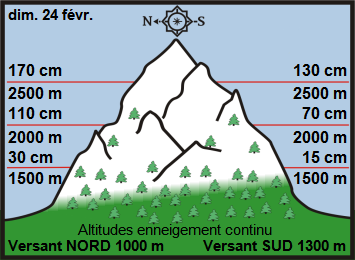 dim. 24 févr.
N S
170 cm 130 cm
2500 m 2500 m
110 cm 70 cm
2000 m 2000 m
30 cm 15 cm
1500 m 1500 m
Altitudes enneigement continu
Versant NORD 1000 m Versant SUD 1300 m